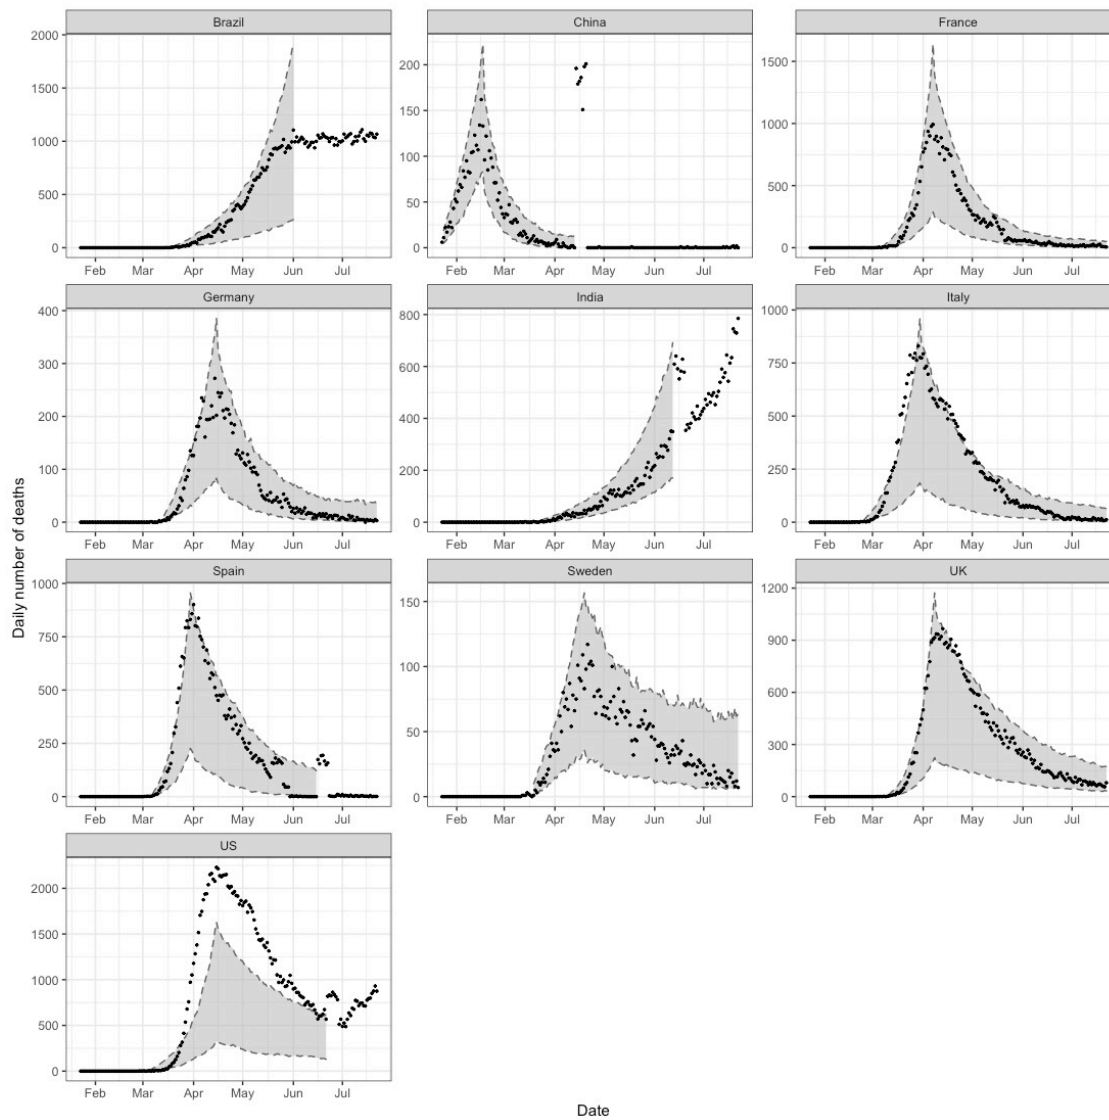 Brazil
China
France
2000
1500
1000
500
0
Feb Mar Apr May Jun Jul
200
150
100
50
0
Feb Mar Apr May Jun Jul
1500
1000
500
0
Feb Mar Apr May Jun Jul
Germany
India
Italy
400
300
200
100
0
Feb Mar Apr May Jun Jul
800
600
400
200
0
Feb Mar Apr May Jun Jul
1000
750
500
250
0
Feb Mar Apr May Jun Jul
Daily number of deaths
Spain
Sweden
UK
1000
750
500
250
0
Feb Mar Apr May Jun Jul
150
100
50
0
Feb Mar Apr May Jun Jul
1200
900
600
300
0
Feb Mar Apr May Jun Jul
US
2000
1500
1000
500
0
Feb Mar Apr May Jun Jul
Date